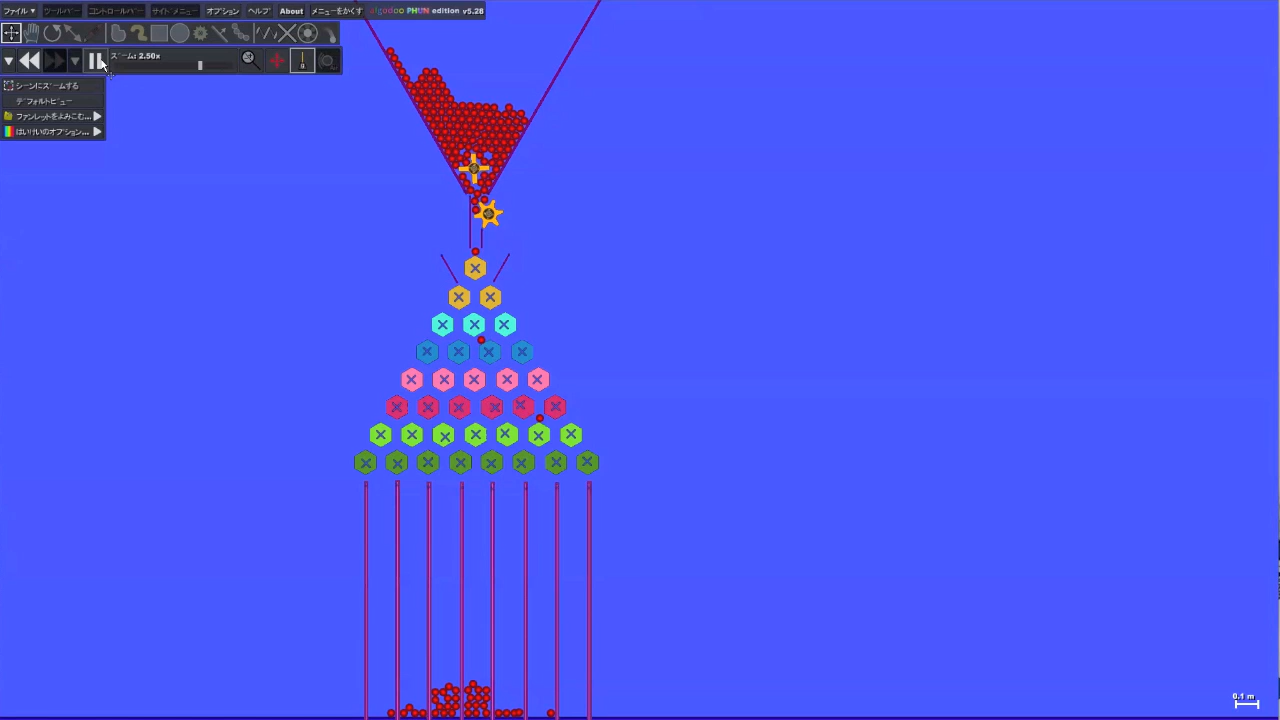 ファイル ツールバー コントロールバー サイドメニュー オプション ヘルプ About メニューをかくす algodoo PHUN edition v5.28
ズーム: 2.50x
シーンにズームする
デフォルトビュー
ファンレットをよみこむ...
はいけいのオプション...
0.1 m